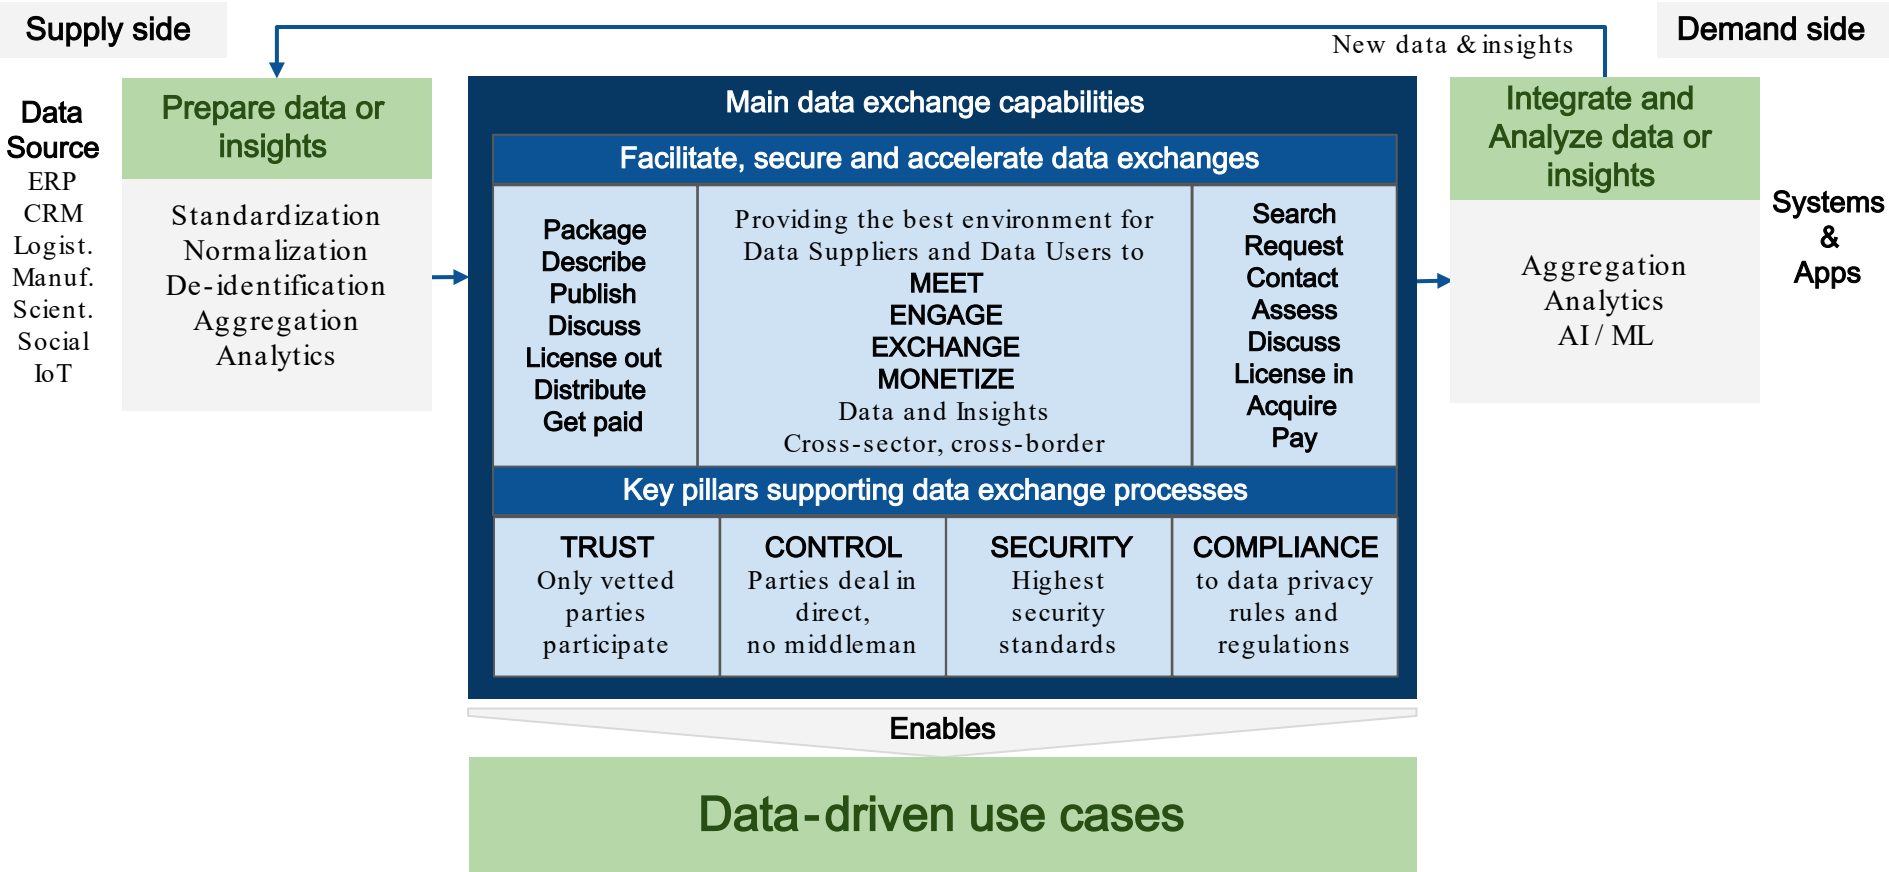 Supply side
Demand side
New data & insights
Data
Source
ERP
CRM
Logist.
Manuf.
Scient.
Social
IoT
Prepare data or
insights
Standardization
Normalization
De-identification
Aggregation
Analytics
Main data exchange capabilities
Facilitate, secure and accelerate data exchanges
Package
Describe
Publish
Discuss
License out
Distribute
Get paid
Providing the best environment for
Data Suppliers and Data Users to
MEET
ENGAGE
EXCHANGE
MONETIZE
Data and Insights
Cross-sector, cross-border
Search
Request
Contact
Assess
Discuss
License in
Acquire
Pay
Key pillars supporting data exchange processes
TRUST
Only vetted
parties
participate
CONTROL
Parties deal in
direct,
no middleman
SECURITY
Highest
security
standards
COMPLIANCE
to data privacy
rules and
regulations
Integrate and
Analyze data or
insights
Aggregation
Analytics
AI / ML
Systems
&
Apps
Enables
Data-driven use cases